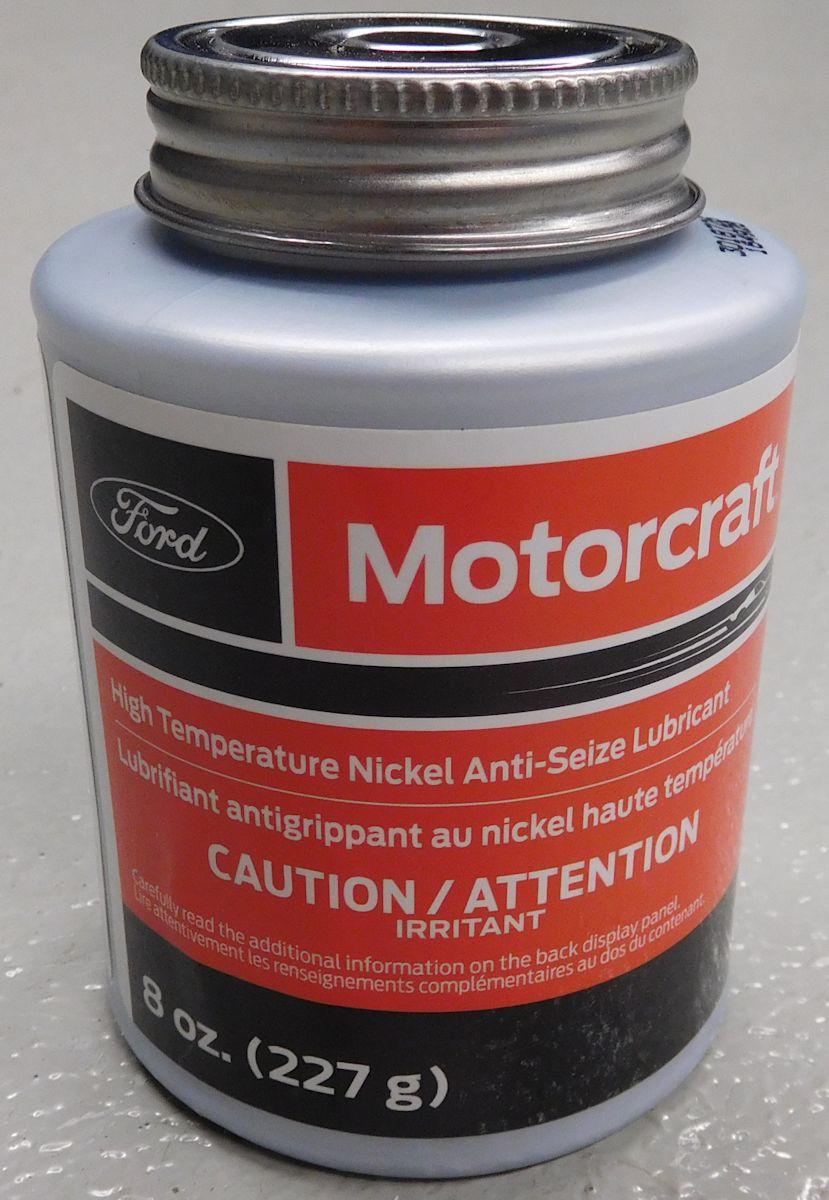 Ford
Motorcraft
High Temperature Nickel Anti-Seize Lubricant
Lubrifiant antigrippant au nickel haute température
CAUTION / ATTENTION
IRRITANT
Carefully read the additional information on the back display panel.
Lire attentivement les renseignements complémentaires au dos du contenant.
8 oz. (227 g)